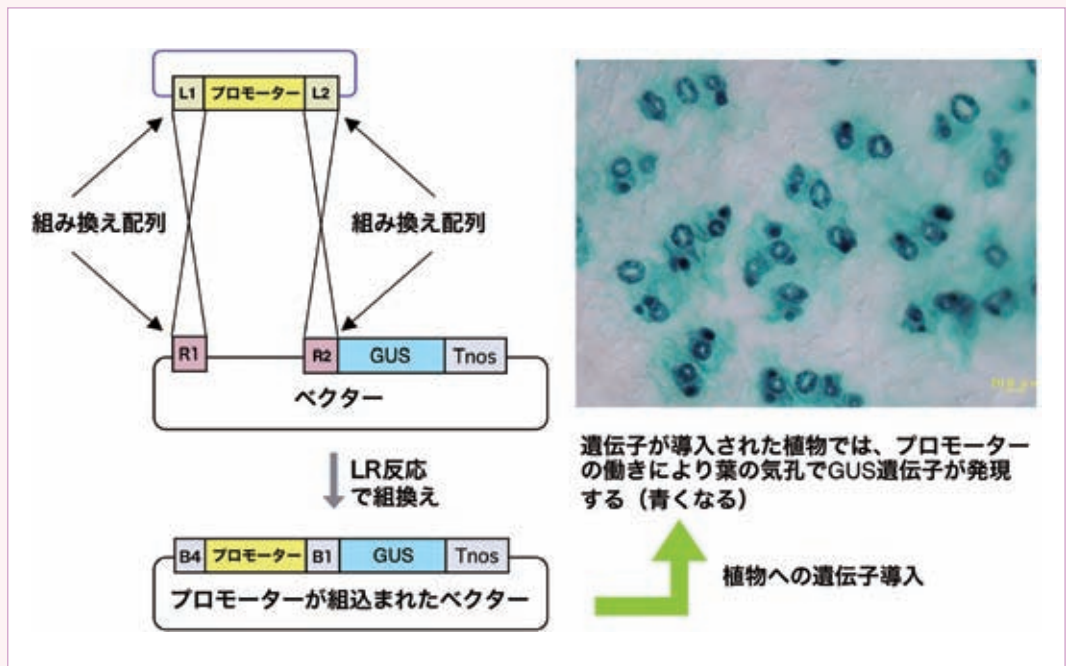 L1 プロモーター L2
組み換え配列
組み換え配列
R1
R2 GUS Tnos
ベクター
LR反応
で組換え
B4 プロモーター B1 GUS Tnos
プロモーターが組込まれたベクター
遺伝子が導入された植物では、プロモーター
の働きにより葉の気孔でGUS遺伝子が発現
する（青くなる）
植物への遺伝子導入